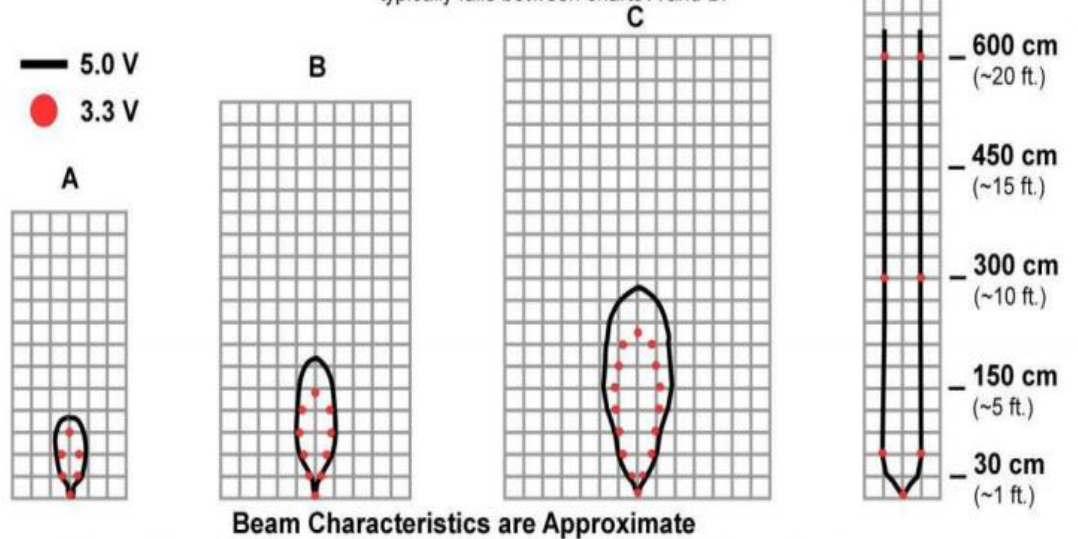 C
5.0 V
B
3.3 V
A
600 cm
(~20 ft.)
450 cm
(~15 ft.)
300 cm
(~10 ft.)
150 cm
(~5 ft.)
30 cm
(~1 ft.)
Beam Characteristics are Approximate